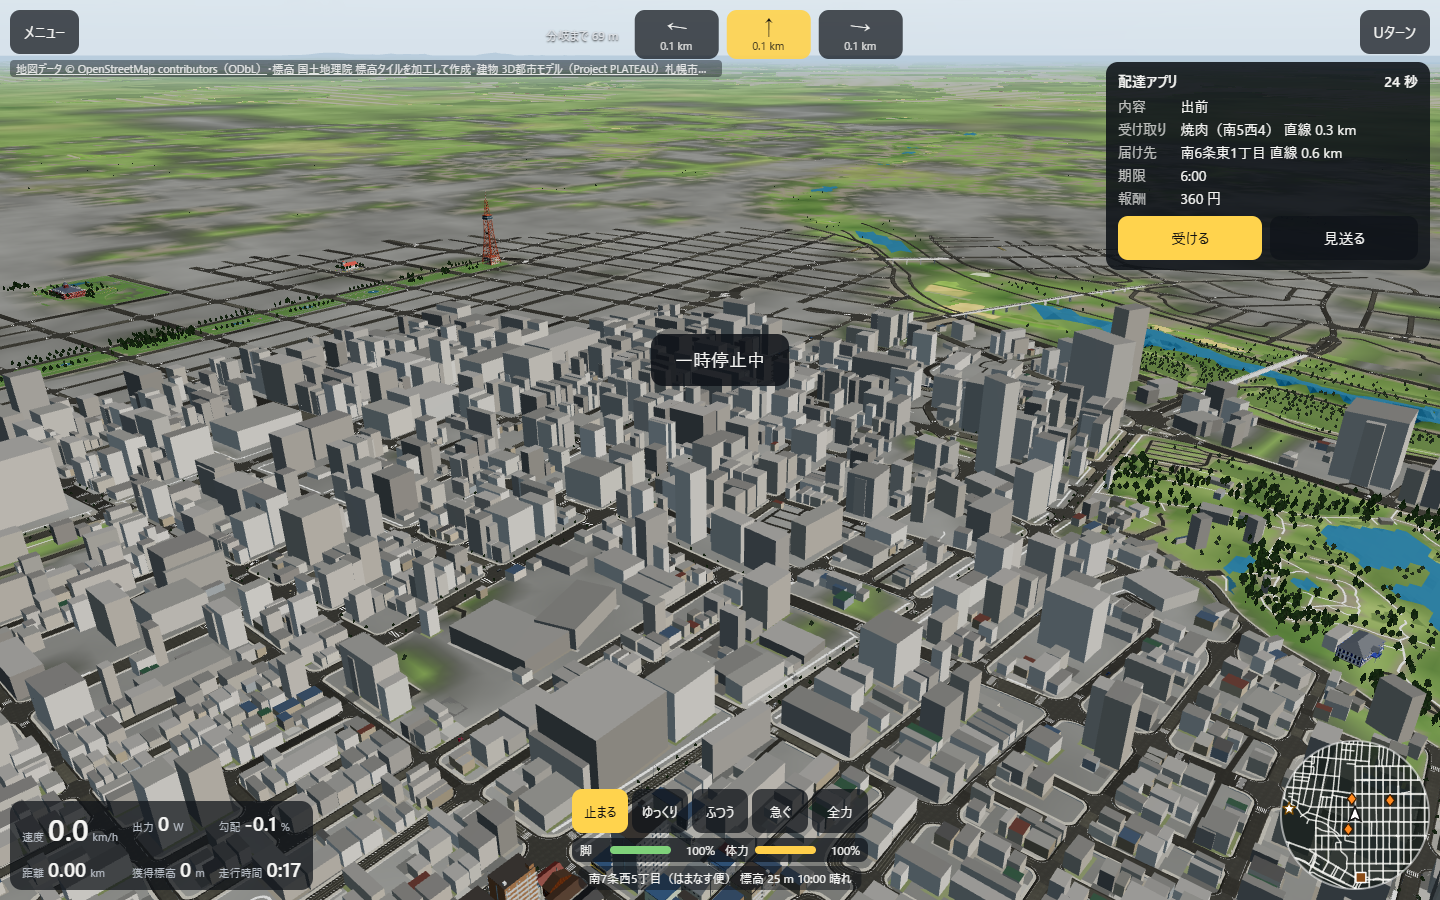 メニュー
分岐まで 69 m
←
0.1 km
↑
0.1 km
→
0.1 km
Uターン
地図データ © OpenStreetMap contributors（ODbL）・標高 国土地理院 標高タイルを加工して作成・建物 3D都市モデル（Project PLATEAU）札幌市...
配達アプリ 24 秒
内容 出前
受け取り 焼肉（南5西4） 直線 0.3 km
届け先 南6条東1丁目 直線 0.6 km
期限 6:00
報酬 360 円
受ける 見送る
一時停止中
速度 0.0 km/h 出力 0 W 勾配 -0.1 %
距離 0.00 km 獲得標高 0 m 走行時間 0:17
止まる ゆっくり ふつう 急ぐ 全力
脚 100% 体力 100%
南7条西5丁目（はまなす便） 標高 25 m 10:00 晴れ